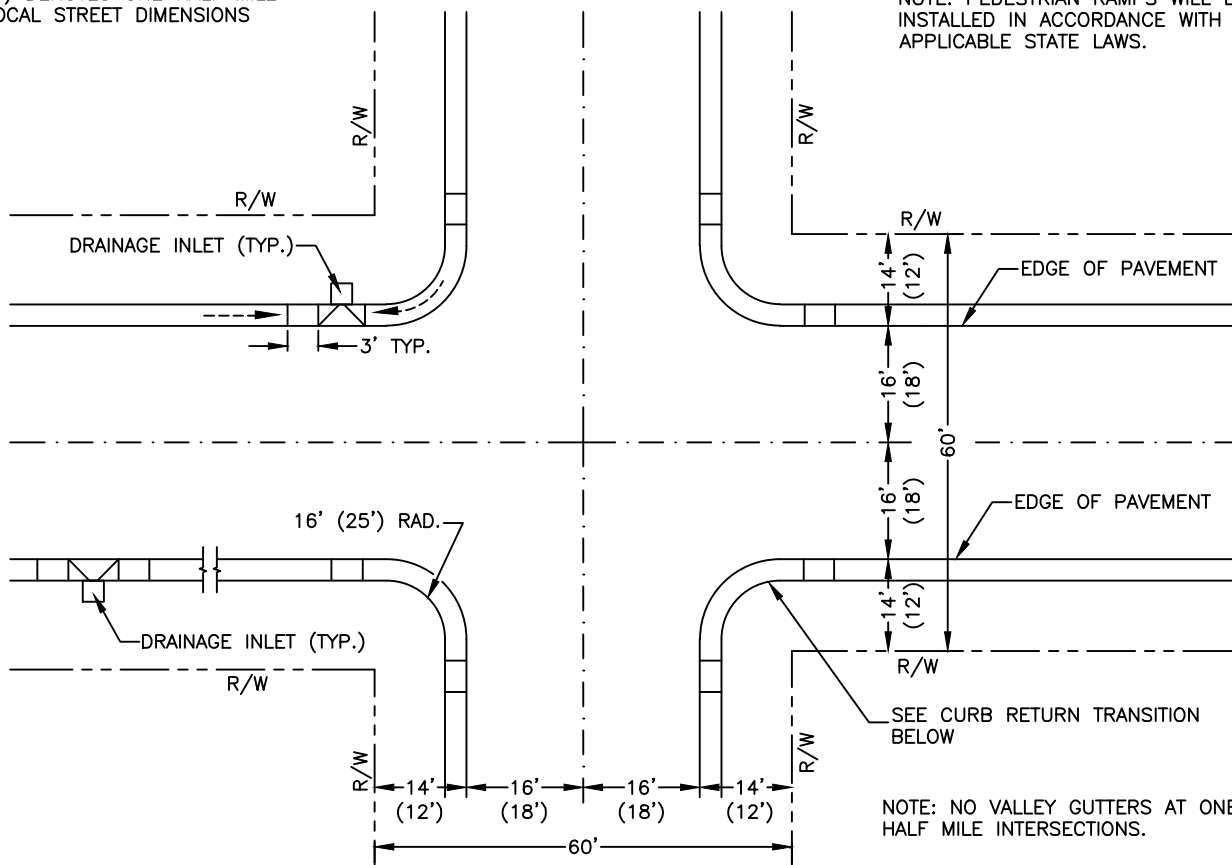 LOCAL STREET DIMENSIONS
INSTALLED IN ACCORDANCE WITH
APPLICABLE STATE LAWS.
R/W
R/W
R/W
R/W
DRAINAGE INLET (TYP.)
14'
(12')
EDGE OF PAVEMENT
3' TYP.
16'
(18')
60'
16'
(18')
EDGE OF PAVEMENT
16' (25') RAD.
14'
(12')
DRAINAGE INLET (TYP.)
R/W
R/W
SEE CURB RETURN TRANSITION
BELOW
R/W
R/W
14'
(12')
16'
(18')
16'
(18')
14'
(12')
NOTE: NO VALLEY GUTTERS AT ONE
HALF MILE INTERSECTIONS.
60'